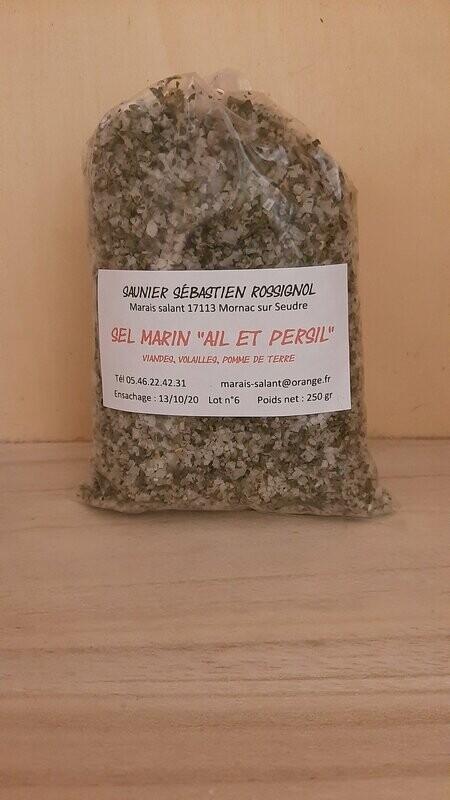 SAUNIER SÉBASTIEN ROSSIGNOL
Marais salant 17113 Mornac sur Seudre
SEL MARIN "AIL ET PERSIL"
VIANDES, VOLAILLES, POMME DE TERRE
Tél 05.46.22.42.31 marais-salant@orange.fr
Ensachage : 13/10/20 Lot n°6 Poids net : 250 gr